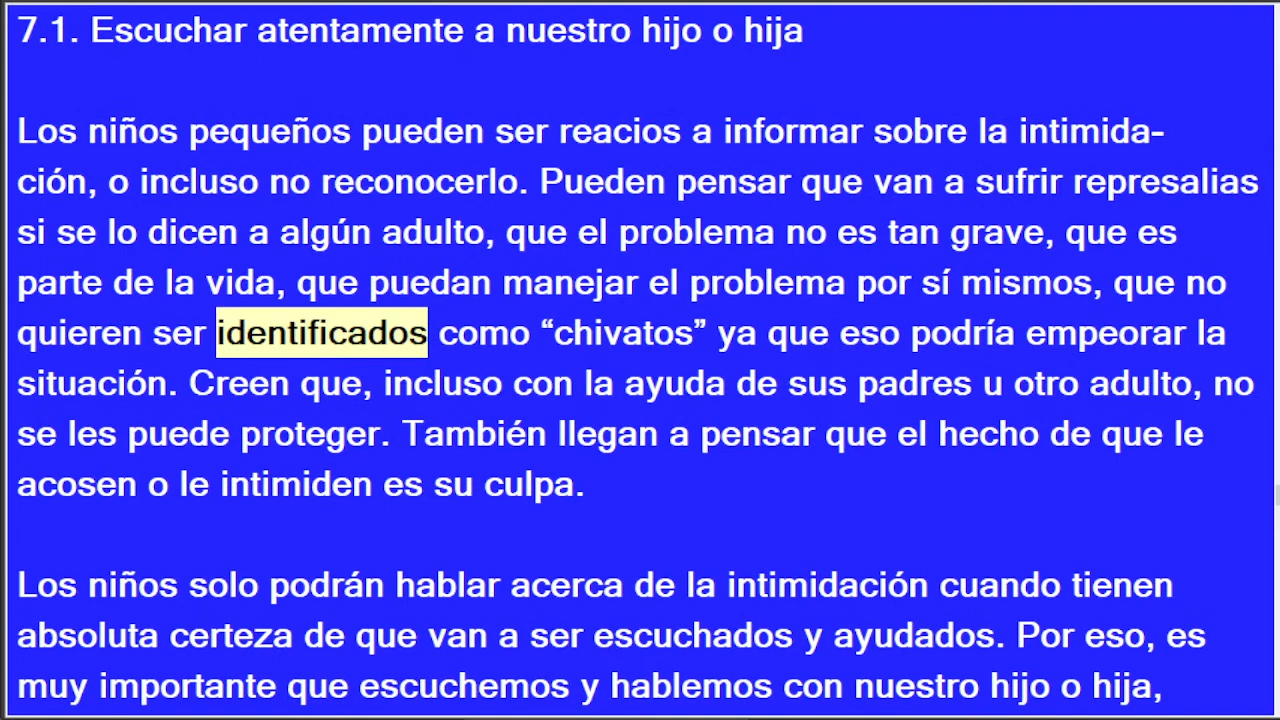 7.1. Escuchar atentamente a nuestro hijo o hija
Los niños pequeños pueden ser reacios a informar sobre la intimida-
ción, o incluso no reconocerlo. Pueden pensar que van a sufrir represalias
si se lo dicen a algún adulto, que el problema no es tan grave, que es
parte de la vida, que puedan manejar el problema por sí mismos, que no
quieren ser identificados como “chivatos” ya que eso podría empeorar la
situación. Creen que, incluso con la ayuda de sus padres u otro adulto, no
se les puede proteger. También llegan a pensar que el hecho de que le
acosen o le intimiden es su culpa.
Los niños solo podrán hablar acerca de la intimidación cuando tienen
absoluta certeza de que van a ser escuchados y ayudados. Por eso, es
muy importante que escuchemos y hablemos con nuestro hijo o hija,